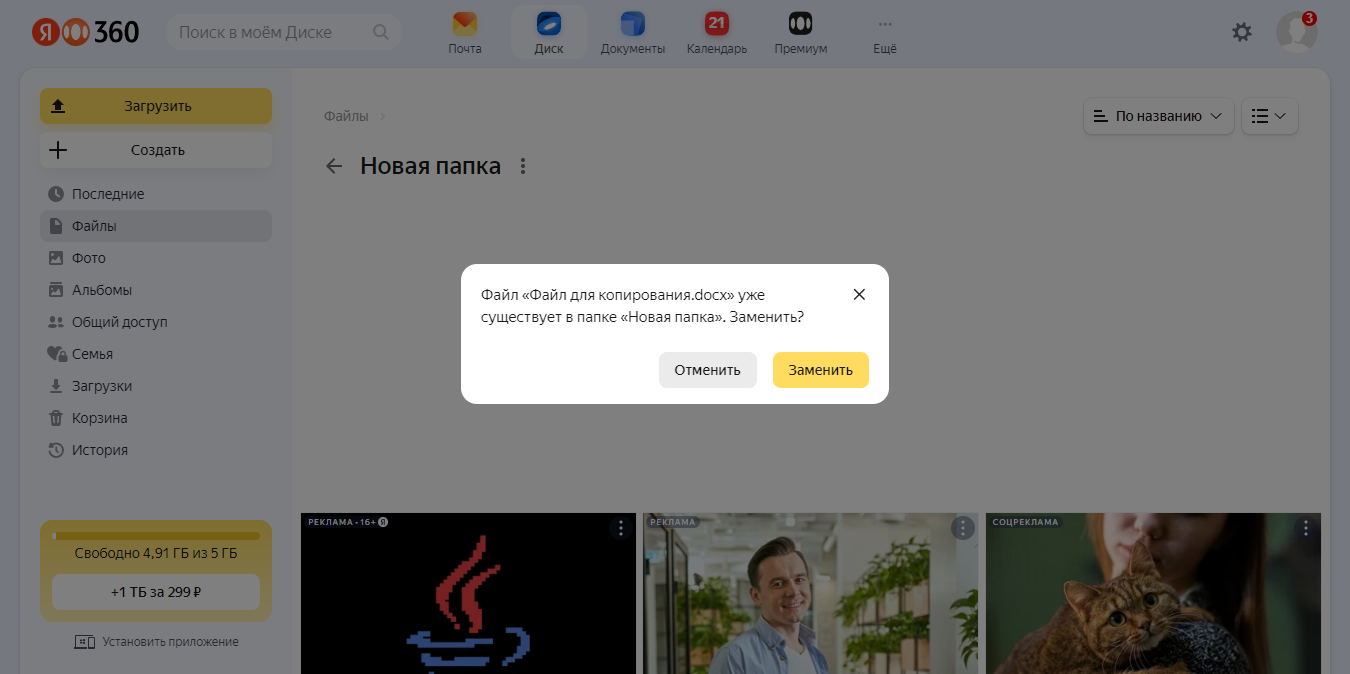 Я 360
Поиск в моём Диске
Почта
Диск
Документы
21
Календарь
Премиум
Ещё
3
Загрузить
Создать
Последние
Файлы
Фото
Альбомы
Общий доступ
Семья
Загрузки
Корзина
История
Свободно 4,91 ГБ из 5 ГБ
+1 ТБ за 299 ₽
Установить приложение
Файлы
По названию
Новая папка
Файл «Файл для копирования.docx» уже
существует в папке «Новая папка». Заменить?
Отменить
Заменить
РЕКЛАМА • 16+ Я
РЕКЛАМА
СОЦРЕКЛАМА